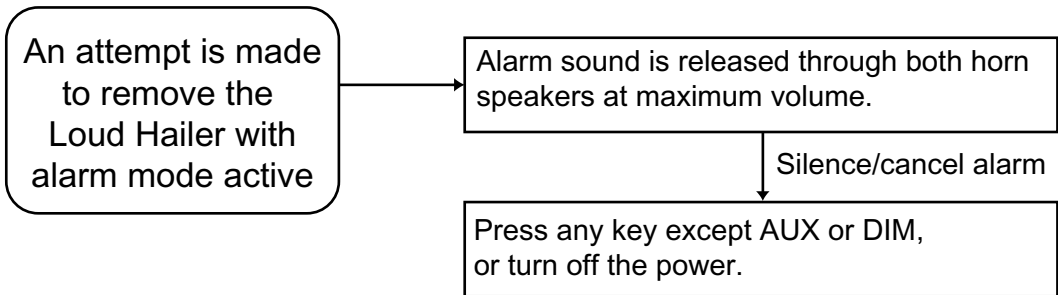 An attempt is made
to remove the
Loud Hailer with
alarm mode active
Alarm sound is released through both horn
speakers at maximum volume.
Silence/cancel alarm
Press any key except AUX or DIM,
or turn off the power.